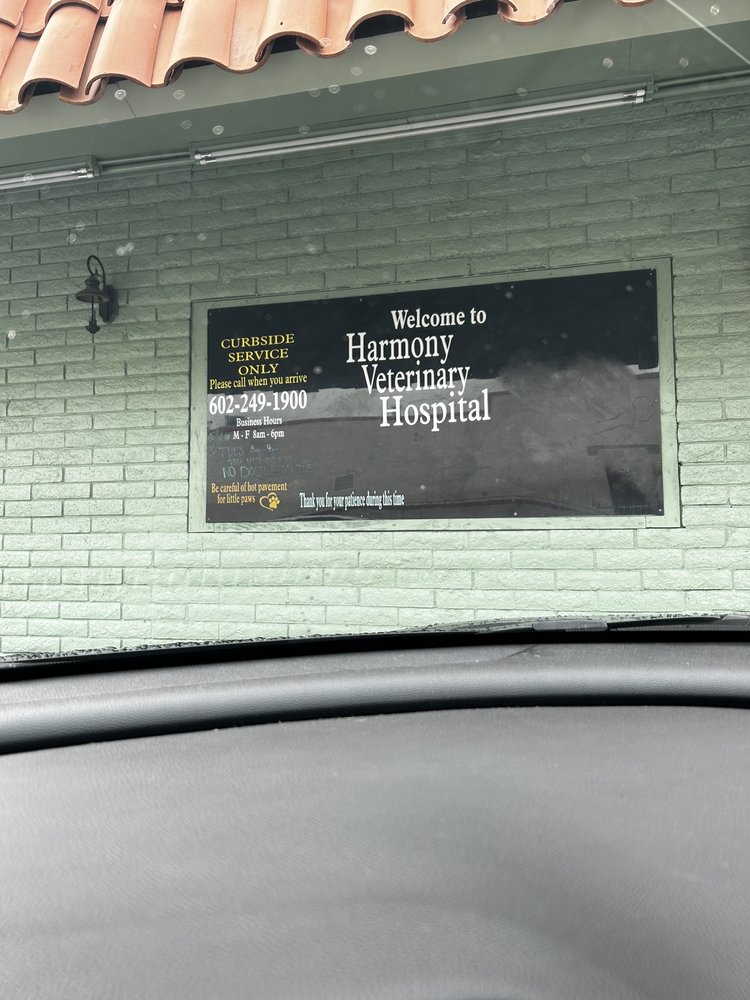 CURBSIDE
SERVICE
ONLY
Please call when you arrive
602-249-1900
Business Hours
M - F 8am - 6pm
NO
Be careful of hot pavement
for little paws
Welcome to
Harmony
Veterinary
Hospital
Thank you for your patience during this time